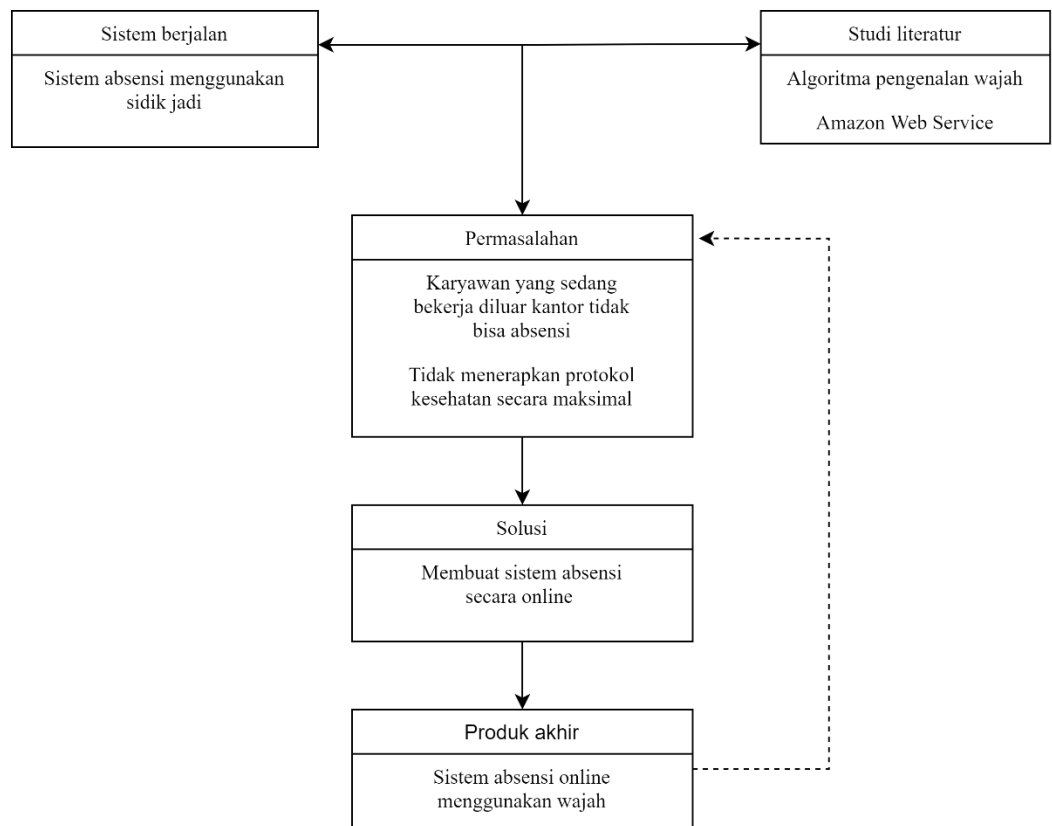 Sistem berjalan
Sistem absensi menggunakan
sidik jadi
Studi literatur
Algoritma pengenalan wajah
Amazon Web Service
Permasalahan
Karyawan yang sedang
bekerja diluar kantor tidak
bisa absensi
Tidak menerapkan protokol
kesehatan secara maksimal
Solusi
Membuat sistem absensi
secara online
Produk akhir
Sistem absensi online
menggunakan wajah